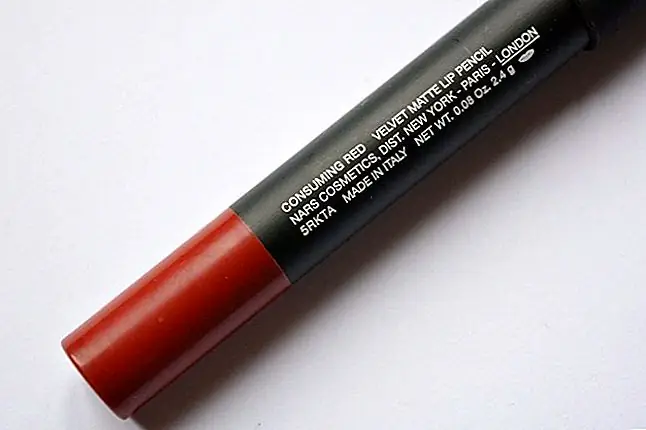 CONSUMING RED VELVET MATTE LIP PENCIL
NARS COSMETICS, DIST. NEW YORK - PARIS - LONDON
5RKTA MADE IN ITALY NET WT. 0.08 Oz. 2.4 g e